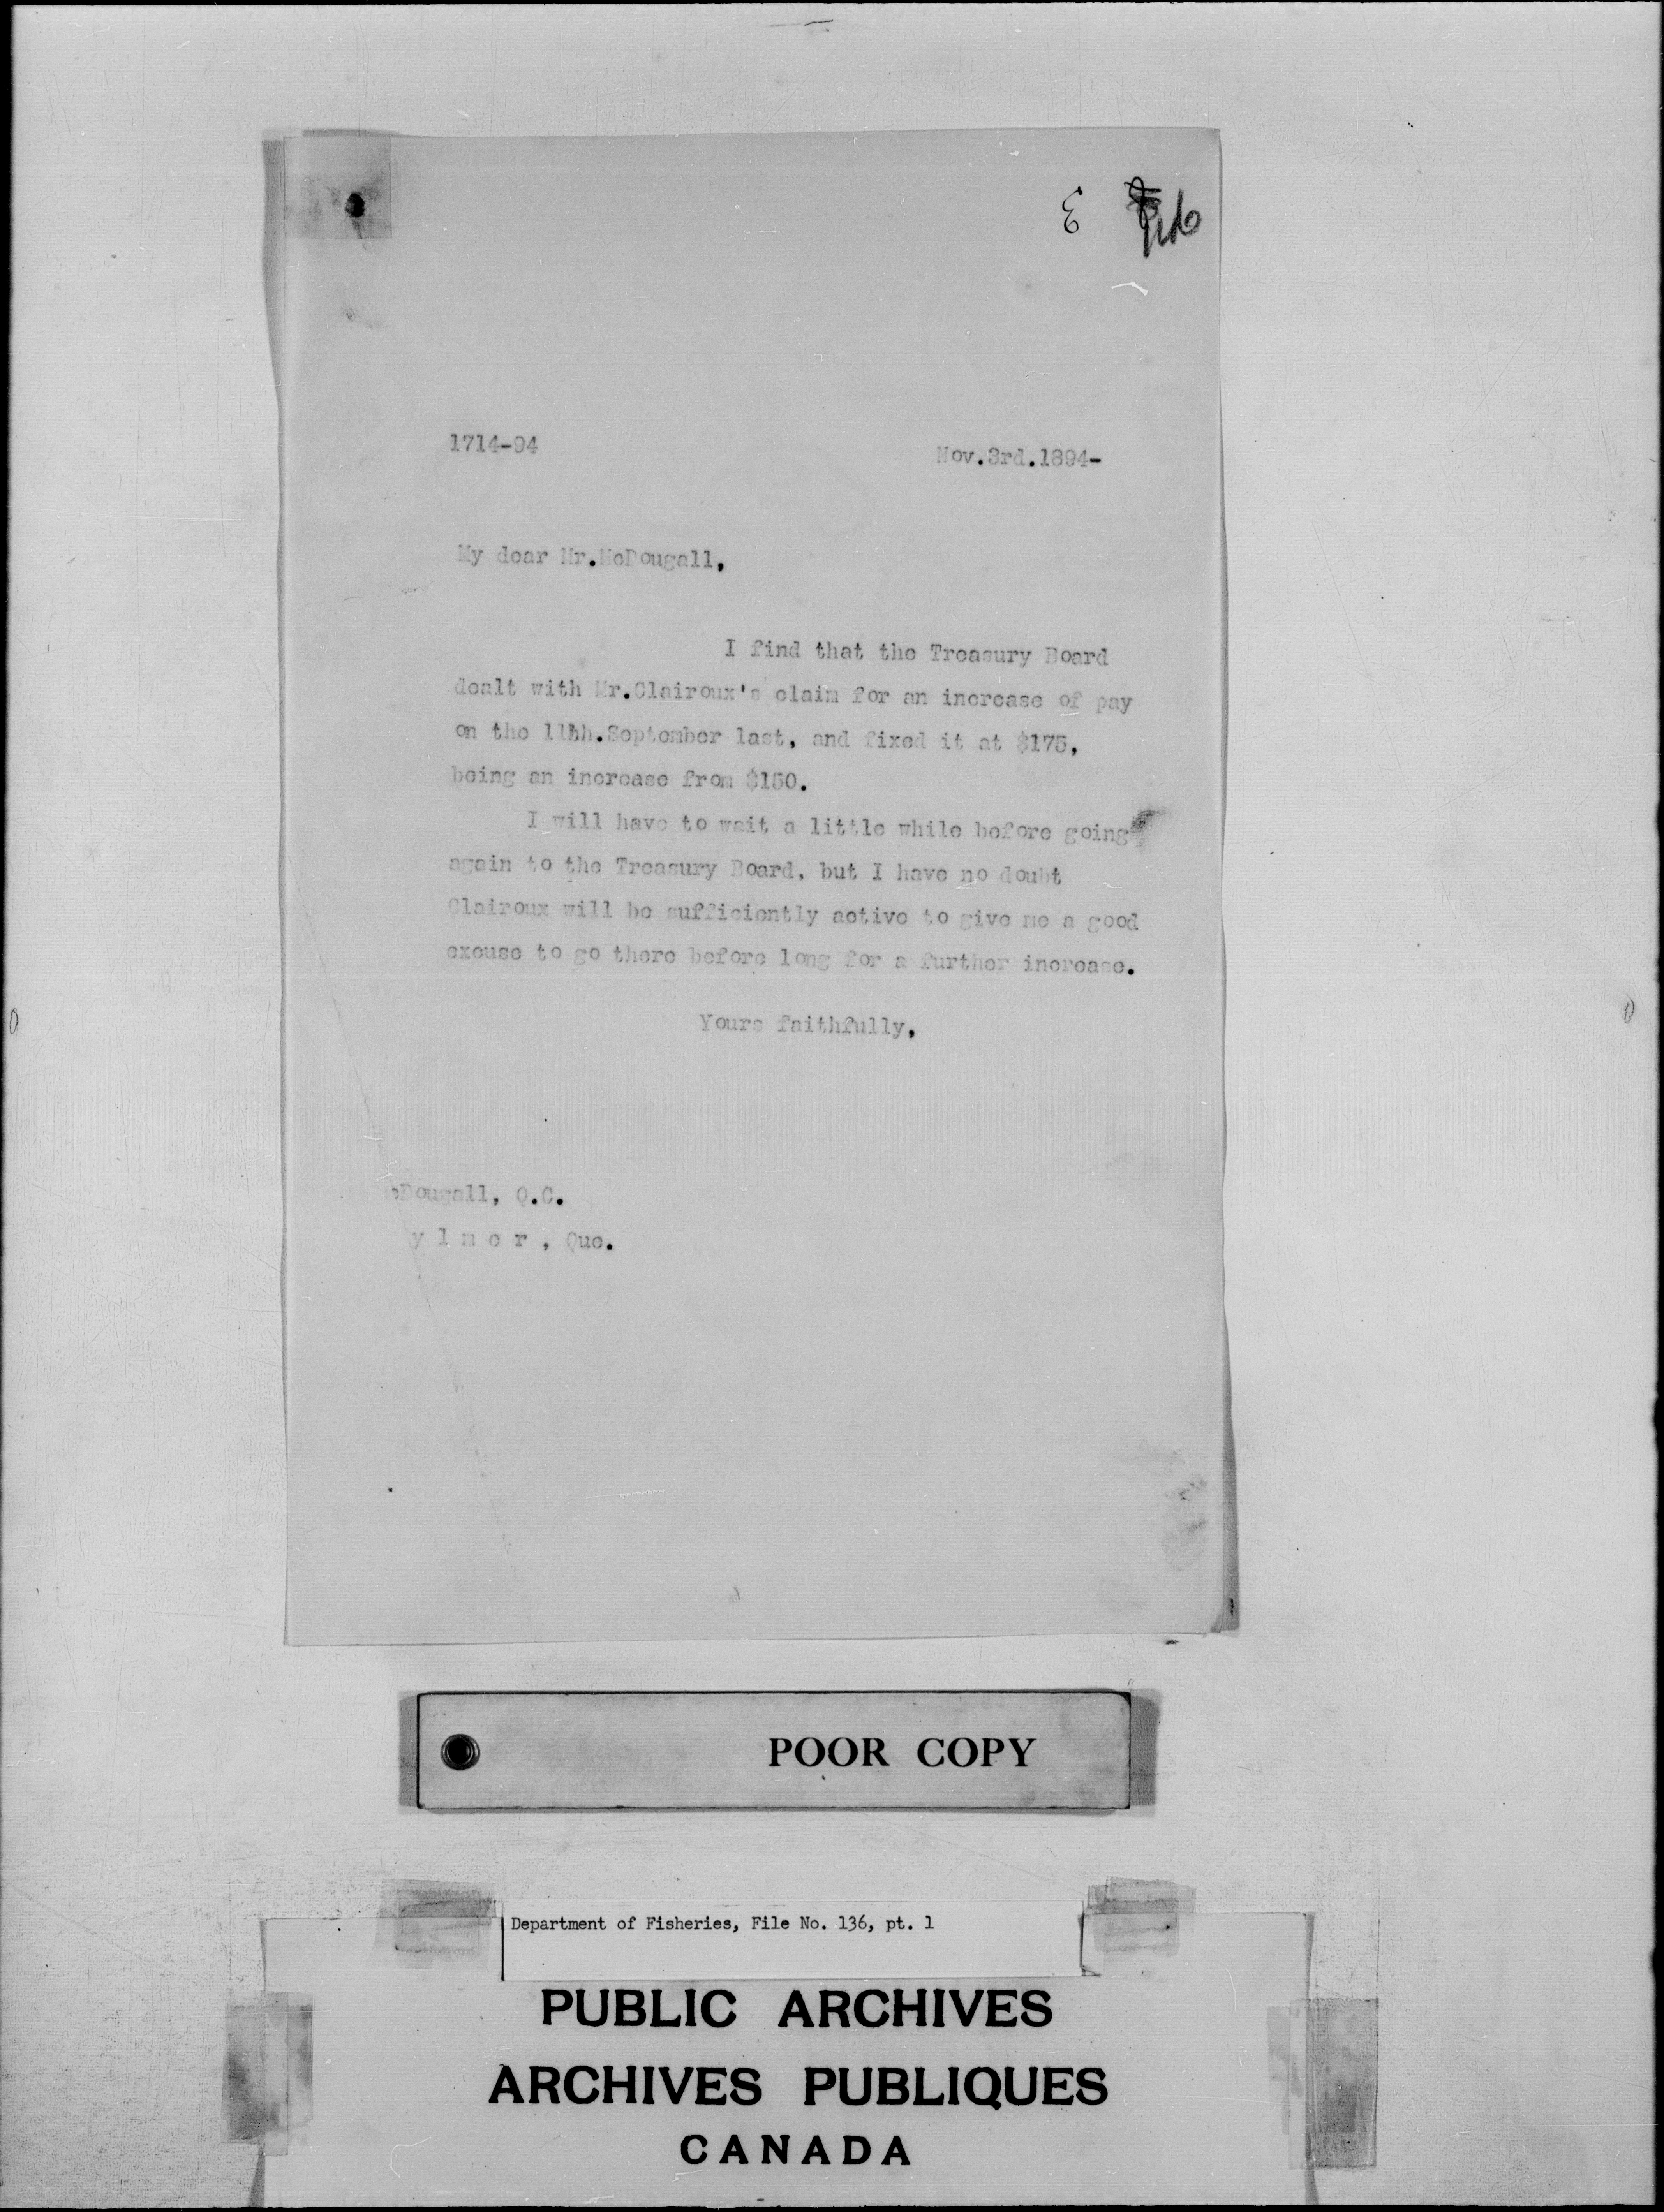 3
1714-94
Nov.3rd.1894-
My dear Mr.McDougall,
I find that the Treasury Board
dealt with Mr.Clairoux's claim for an increase of pay
on the 11th.September last, and fixed it at $175,
being an increase from $150.
I will have to wait a little while before going
again to the Treasury Board, but I have no doubt
Clairoux will be sufficiently active to give me a good
excuse to go there before long for a further increase.
Yours faithfully,
cDougall, Q.C.
y l m e r , Que.
POOR COPY
Department of Fisheries, File No. 136, pt. 1
PUBLIC ARCHIVES
ARCHIVES PUBLIQUES
CANADA